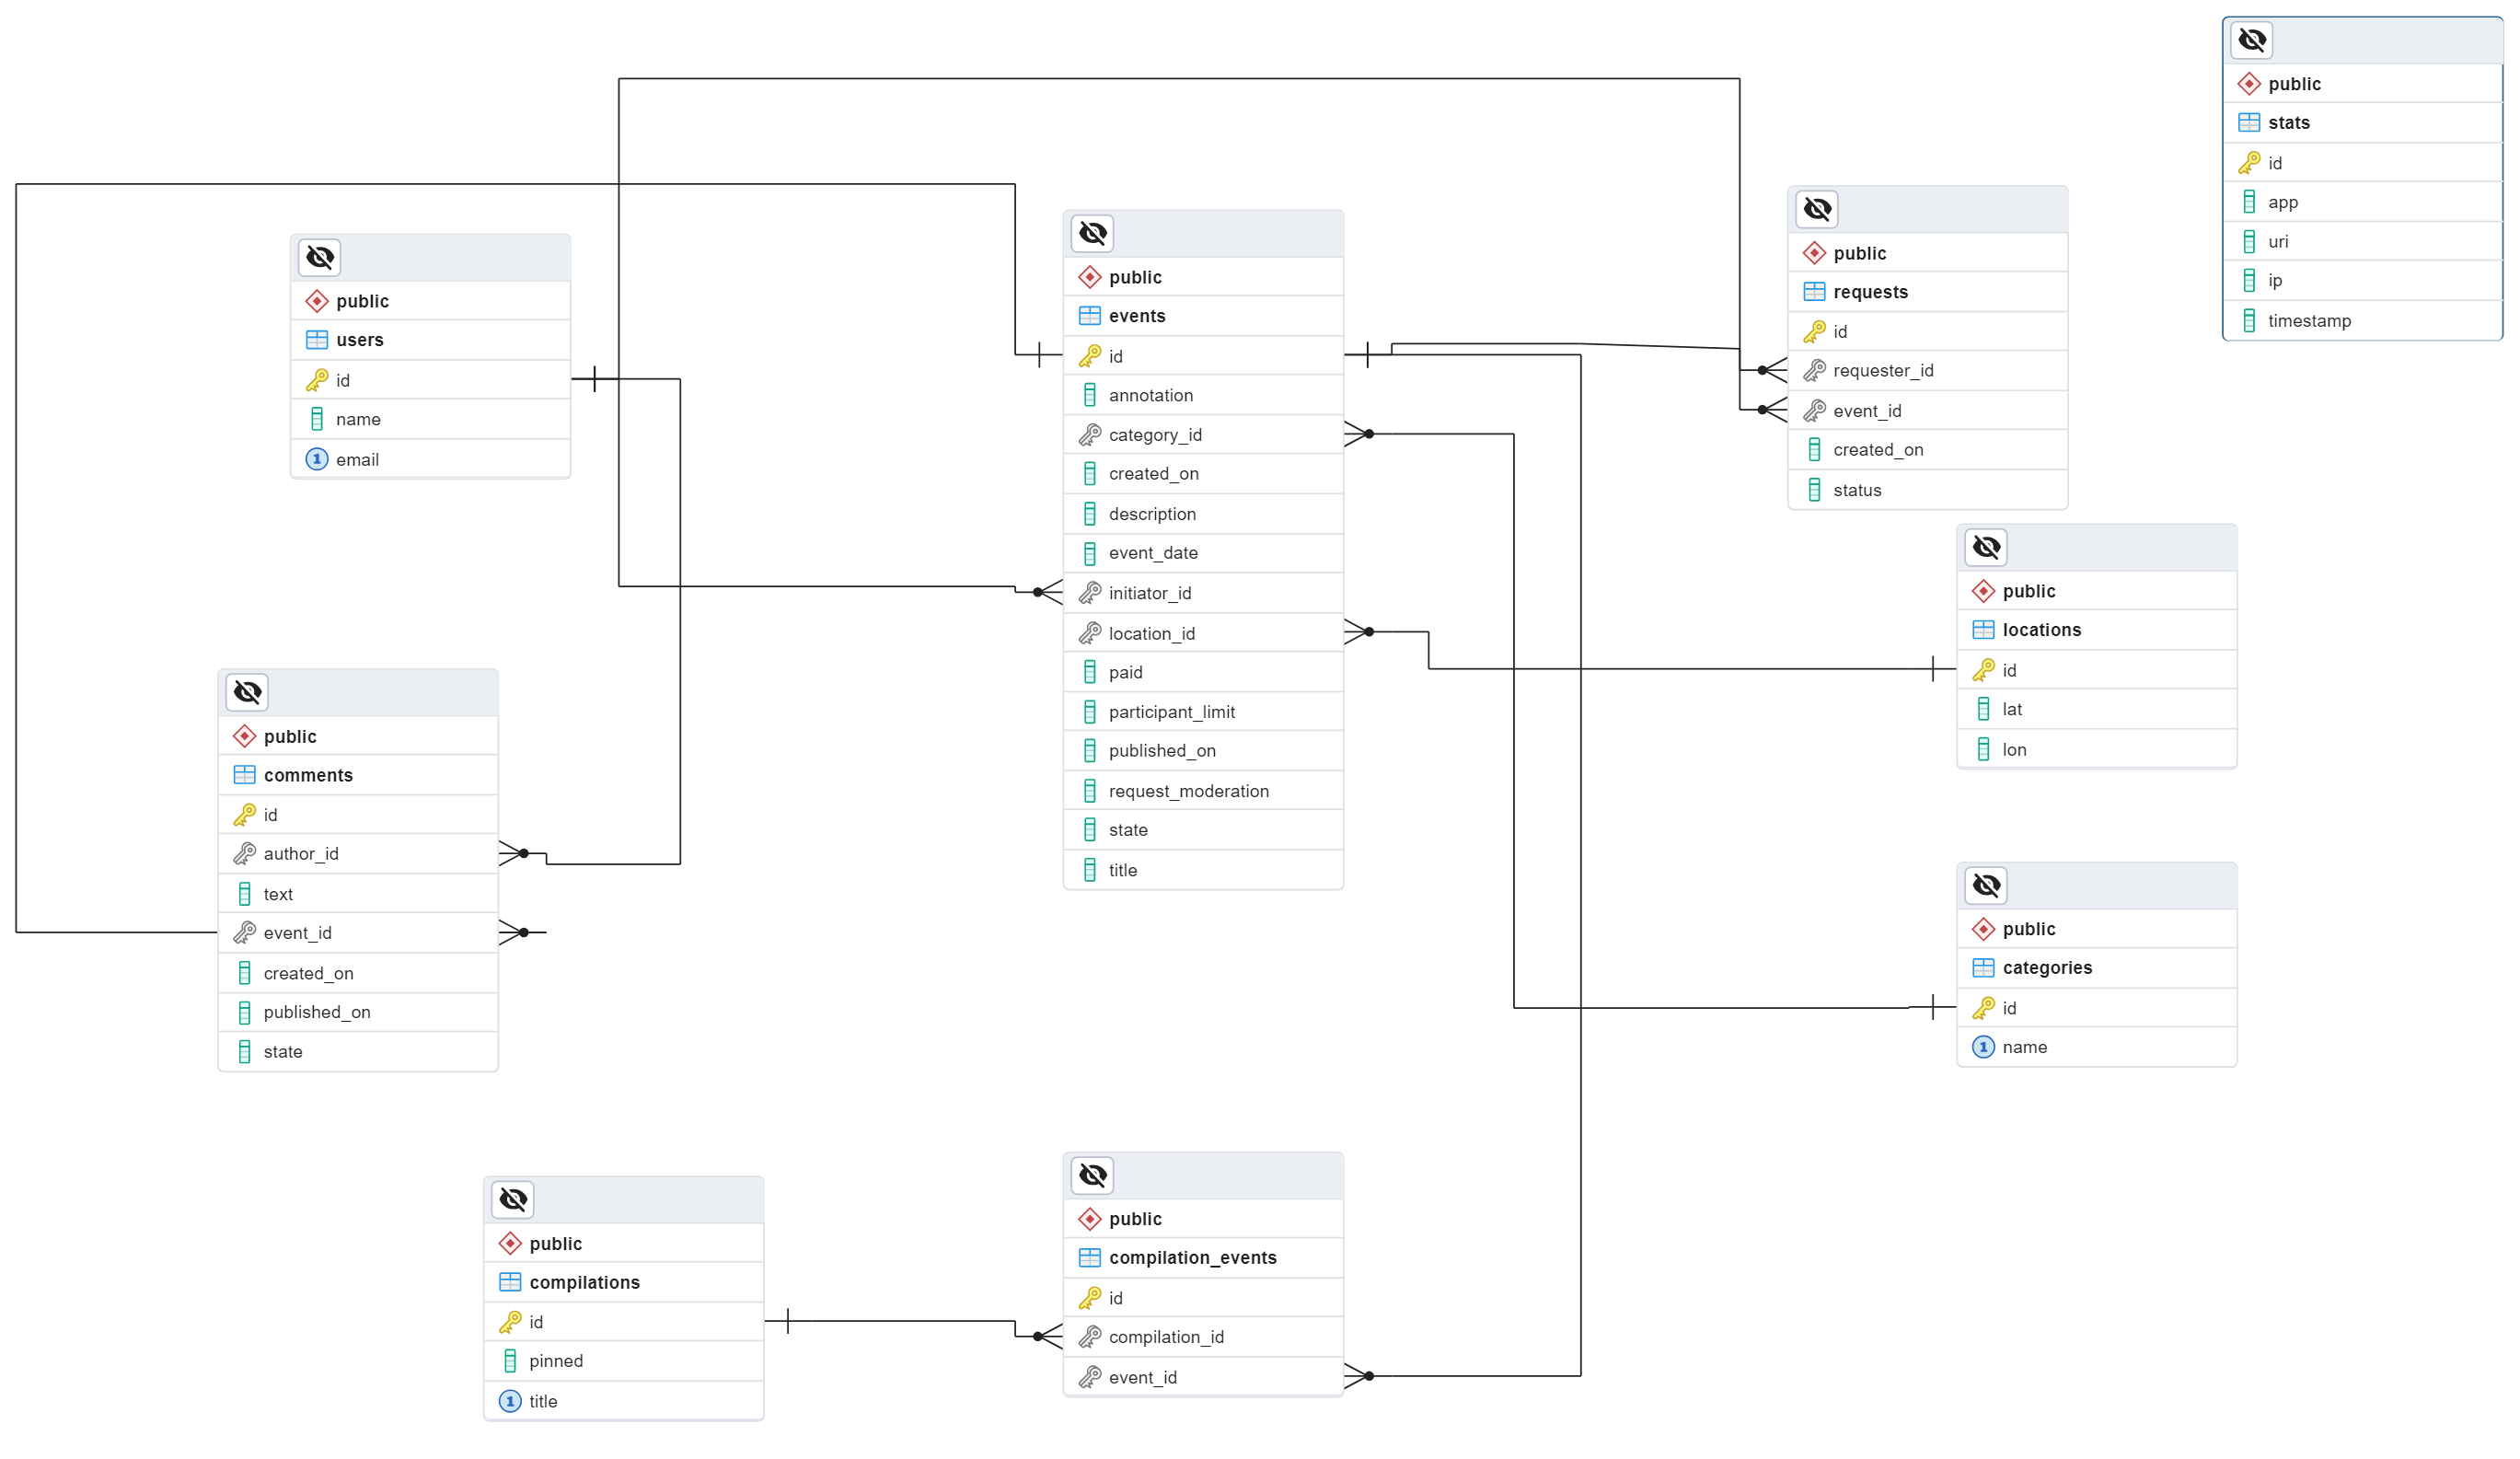 public
stats
id
app
uri
ip
timestamp
public
requests
id
requester_id
event_id
created_on
status
public
events
id
annotation
category_id
created_on
description
event_date
initiator_id
location_id
paid
participant_limit
published_on
request_moderation
state
title
public
users
id
name
1 email
public
locations
id
lat
lon
public
comments
id
author_id
text
event_id
created_on
published_on
state
public
categories
id
1 name
public
compilation_events
id
compilation_id
event_id
public
compilations
id
pinned
1 title